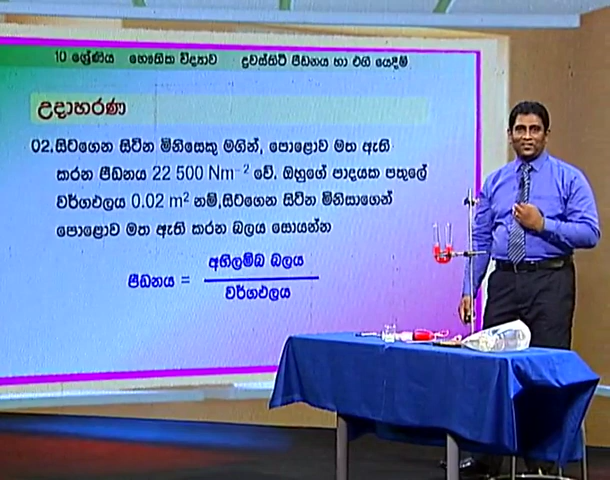 10 ශ්‍රේණිය භෞතික විද්‍යාව ද්‍රවස්ථිති පීඩනය හා එහි යෙදීම්
උදාහරණ
02.සිටගෙන සිටින මිනිසෙකු මගින්, පොළොව මත ඇති
කරන පීඩනය 22 500 Nm⁻² වේ. ඔහුගේ පාදයක පතුලේ
වර්ගඵලය 0.02 m² නම්,සිටගෙන සිටින මිනිසාගෙන්
පොළොව මත ඇති කරන බලය සොයන්න
පීඩනය = අභිලම්බ බලය
වර්ගඵලය